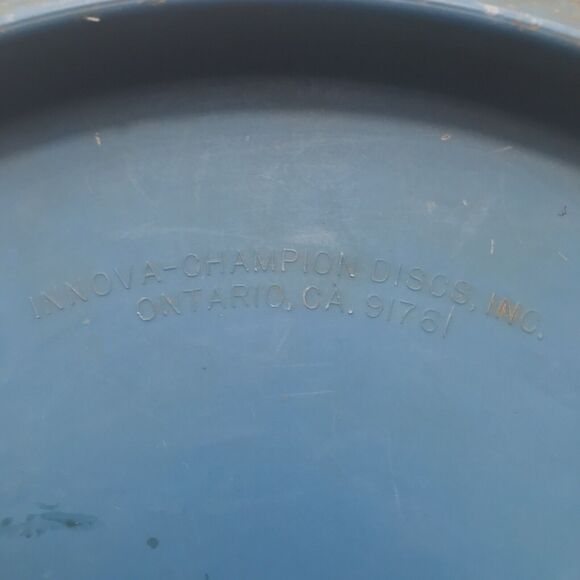 INNOVA-CHAMPION DISCS, INC.
ONTARIO, CA. 91761